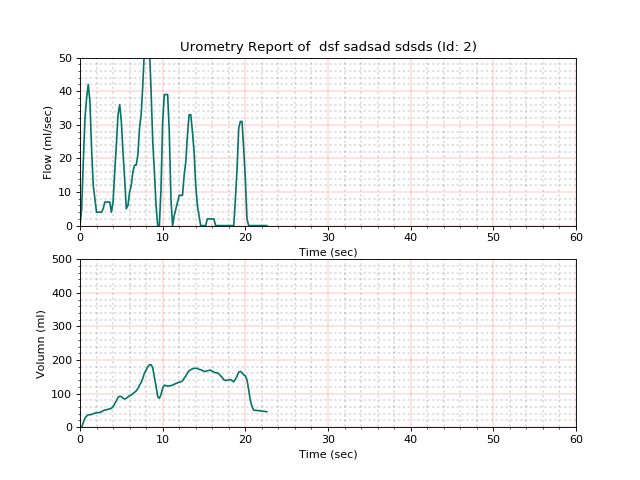 Urometry Report of  dsf sadsad sdsds (Id: 2)
Flow (ml/sec)
50
40
30
20
10
0
0 10 20 30 40 50 60
Time (sec)
Volumn (ml)
500
400
300
200
100
0
0 10 20 30 40 50 60
Time (sec)